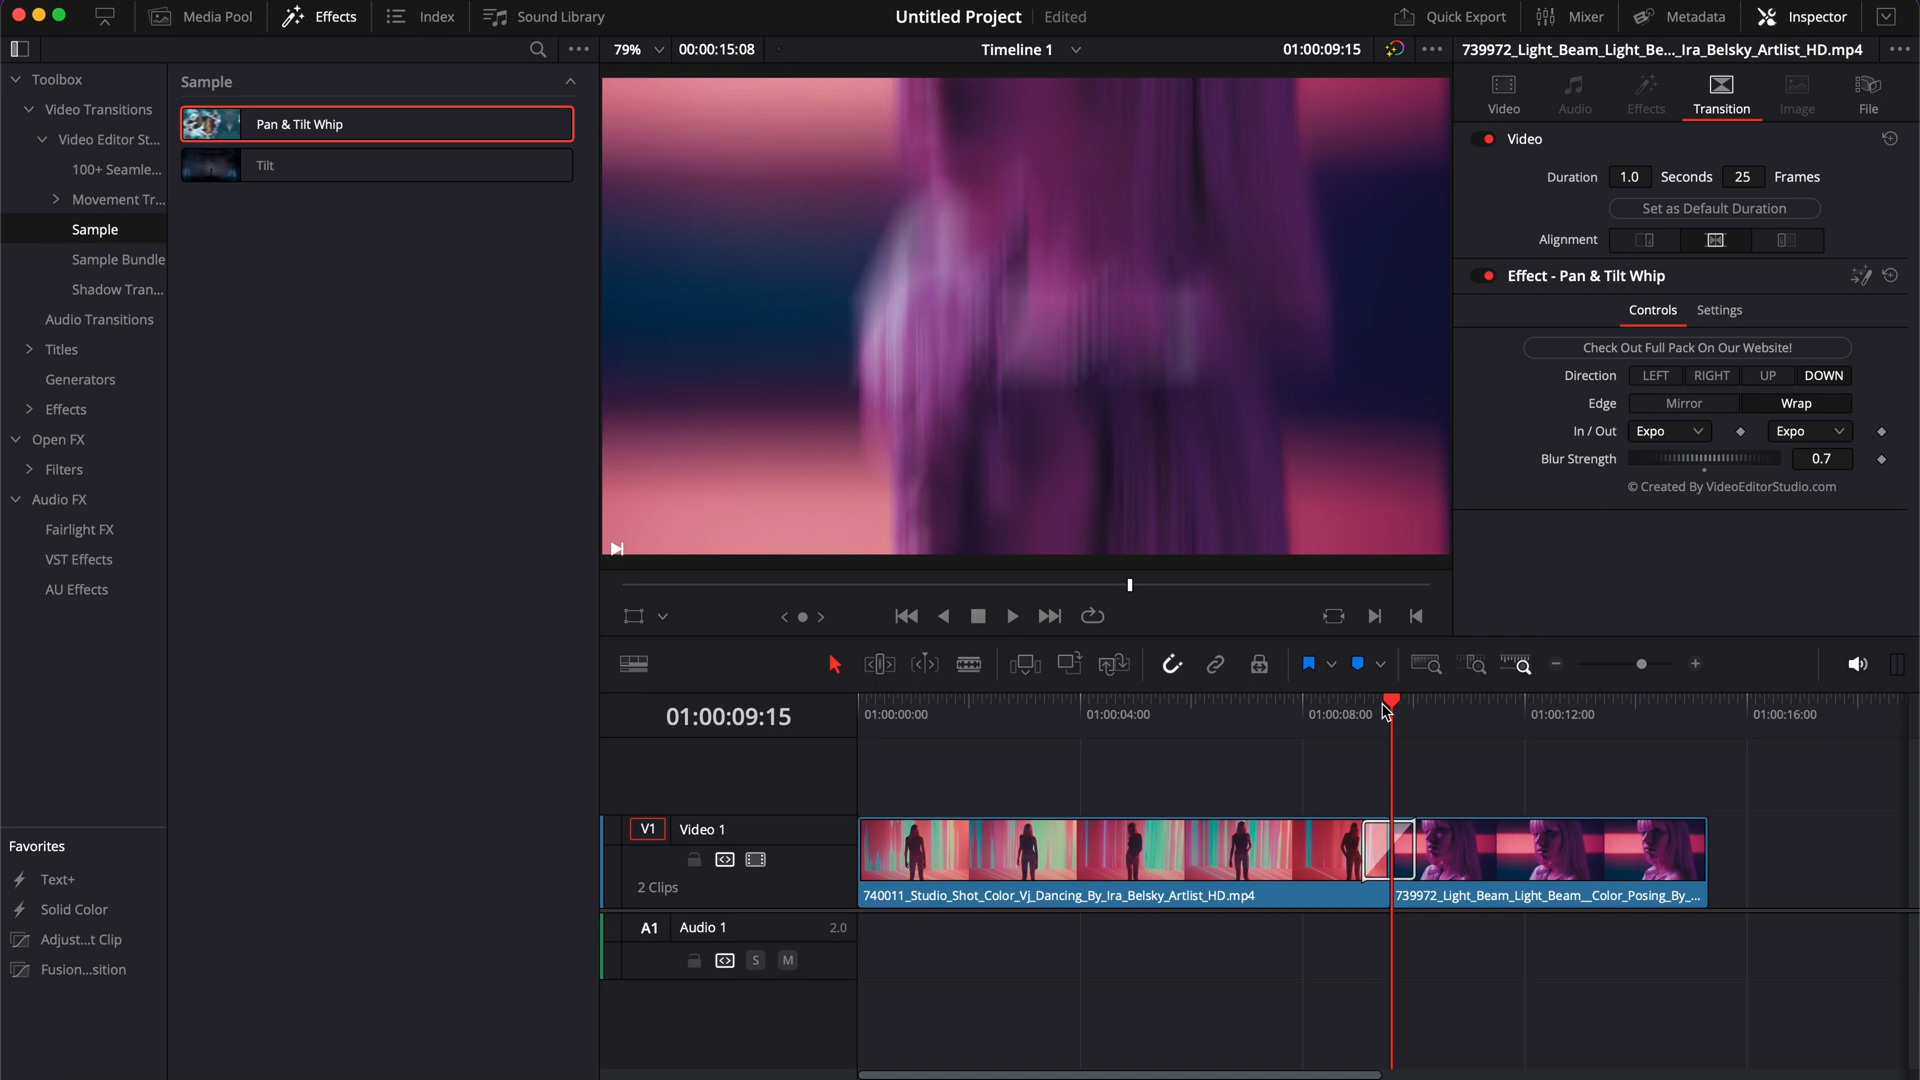 Media Pool
Effects
Index
Sound Library
Untitled Project
Edited
Quick Export
Mixer
Metadata
Inspector
79%
00:00:15:08
Timeline 1
01:00:09:15
739972_Light_Beam_Light_Be..._Ira_Belsky_Artlist_HD.mp4
Toolbox
Video Transitions
Video Editor St...
100+ Seamle...
Movement Tr...
Sample
Sample Bundle
Shadow Tran...
Audio Transitions
Titles
Generators
Effects
Open FX
Filters
Audio FX
Fairlight FX
VST Effects
AU Effects
Favorites
Text+
Solid Color
Adjust...t Clip
Fusion...sition
Sample
Pan & Tilt Whip
Tilt
Video
Audio
Effects
Transition
Image
File
Video
Duration 1.0 Seconds 25 Frames
Set as Default Duration
Alignment
Effect - Pan & Tilt Whip
Controls Settings
Check Out Full Pack On Our Website!
Direction LEFT RIGHT UP DOWN
Edge Mirror Wrap
In / Out Expo Expo
Blur Strength 0.7
© Created By VideoEditorStudio.com
01:00:09:15
01:00:00:00
01:00:04:00
01:00:08:00
01:00:12:00
01:00:16:00
V1 Video 1
2 Clips
740011_Studio_Shot_Color_Vj_Dancing_By_Ira_Belsky_Artlist_HD.mp4
739972_Light_Beam_Light_Beam__Color_Posing_By_...
A1 Audio 1 2.0
S M